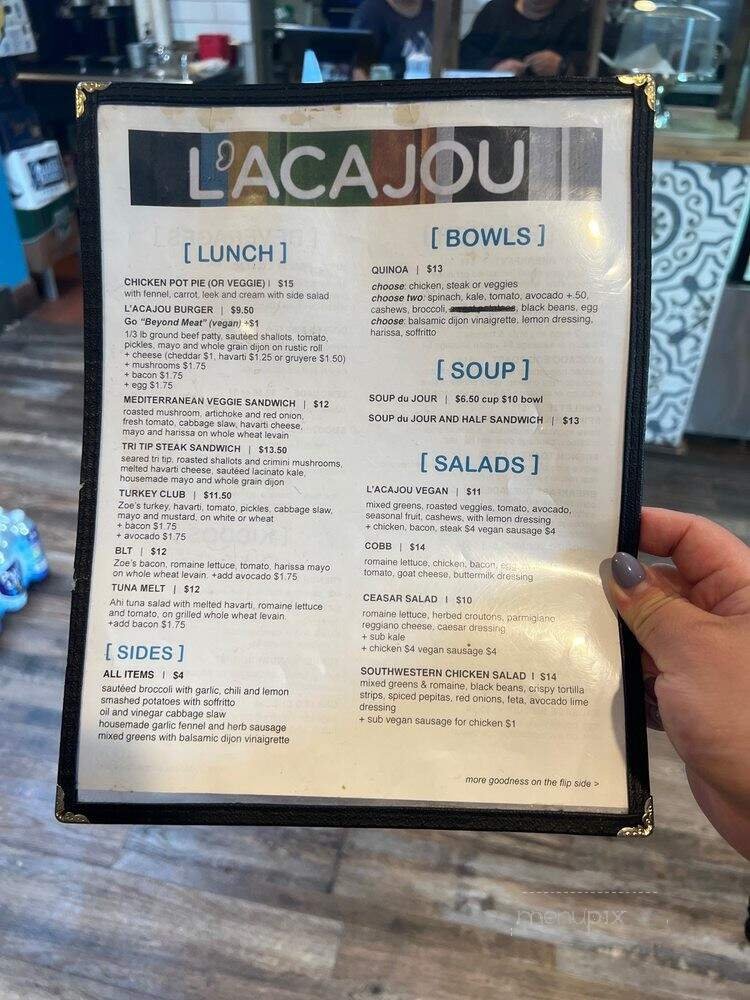 L'ACAJOU
[ LUNCH ]
CHICKEN POT PIE (OR VEGGIE) | $15
with fennel, carrot, leek and cream with side salad
L'ACAJOU BURGER | $9.50
Go "Beyond Meat" (vegan) +$1
1/3 lb ground beef patty, sautéed shallots, tomato,
pickles, mayo and whole grain dijon on rustic roll
+ cheese (cheddar $1, havarti $1.25 or gruyere $1.50)
+ mushrooms $1.75
+ bacon $1.75
+ egg $1.75
MEDITERRANEAN VEGGIE SANDWICH | $12
roasted mushroom, artichoke and red onion,
fresh tomato, cabbage slaw, havarti cheese,
mayo and harissa on whole wheat levain
TRI TIP STEAK SANDWICH | $13.50
seared tri tip, roasted shallots and crimini mushrooms,
melted havarti cheese, sautéed lacinato kale,
housemade mayo and whole grain dijon
TURKEY CLUB | $11.50
Zoe's turkey, havarti, tomato, pickles, cabbage slaw,
mayo and mustard, on white or wheat
+ bacon $1.75
+ avocado $1.75
BLT | $12
Zoe's bacon, romaine lettuce, tomato, harissa mayo
on whole wheat levain. +add avocado $1.75
TUNA MELT | $12
Ahi tuna salad with melted havarti, romaine lettuce
and tomato, on grilled whole wheat levain.
+add bacon $1.75
[ SIDES ]
ALL ITEMS | $4
sautéed broccoli with garlic, chili and lemon
smashed potatoes with soffritto
oil and vinegar cabbage slaw
housemade garlic fennel and herb sausage
mixed greens with balsamic dijon vinaigrette
[ BOWLS ]
QUINOA | $13
choose: chicken, steak or veggies
choose two: spinach, kale, tomato, avocado +.50,
cashews, broccoli, black beans, egg
choose: balsamic dijon vinaigrette, lemon dressing,
harissa, soffritto
[ SOUP ]
SOUP du JOUR | $6.50 cup $10 bowl
SOUP du JOUR AND HALF SANDWICH | $13
[ SALADS ]
L'ACAJOU VEGAN | $11
mixed greens, roasted veggies, tomato, avocado,
seasonal fruit, cashews, with lemon dressing
+ chicken, bacon, steak $4 vegan sausage $4
COBB | $14
romaine lettuce, chicken, bacon, egg
tomato, goat cheese, buttermilk dressing
CEASAR SALAD | $10
romaine lettuce, herbed croutons, parmigiano
reggiano cheese, caesar dressing
+ sub kale
+ chicken $4 vegan sausage $4
SOUTHWESTERN CHICKEN SALAD | $14
mixed greens & romaine, black beans, crispy tortilla
strips, spiced pepitas, red onions, feta, avocado lime
dressing
+ sub vegan sausage for chicken $1
more goodness on the flip side >
menupix